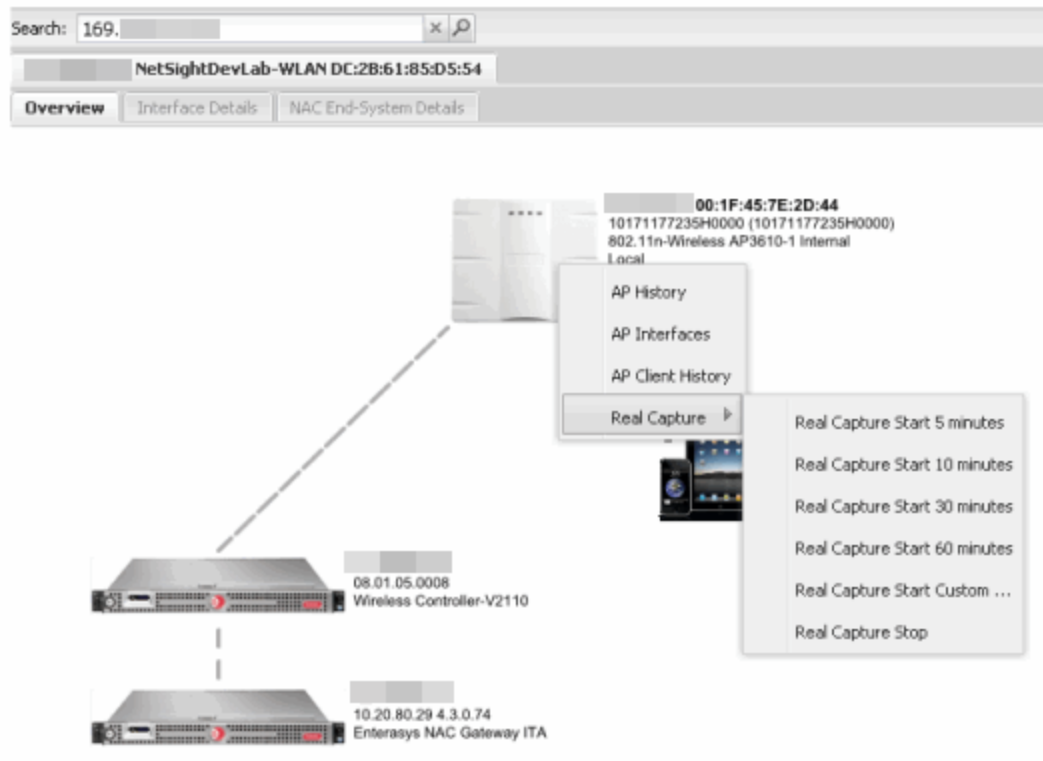 Search: 169.
NetSightDevLab-WLAN DC:2B:61:85:D5:54
Overview Interface Details NAC End-System Details
00:1F:45:7E:2D:44
10171177235H0000 (10171177235H0000)
802.11n-Wireless AP3610-1 Internal
Local
AP History
AP Interfaces
AP Client History
Real Capture
Real Capture Start 5 minutes
Real Capture Start 10 minutes
Real Capture Start 30 minutes
Real Capture Start 60 minutes
Real Capture Start Custom ...
Real Capture Stop
08.01.05.0008
Wireless Controller-V2110
10.20.80.29 4.3.0.74
Enterasys NAC Gateway ITA